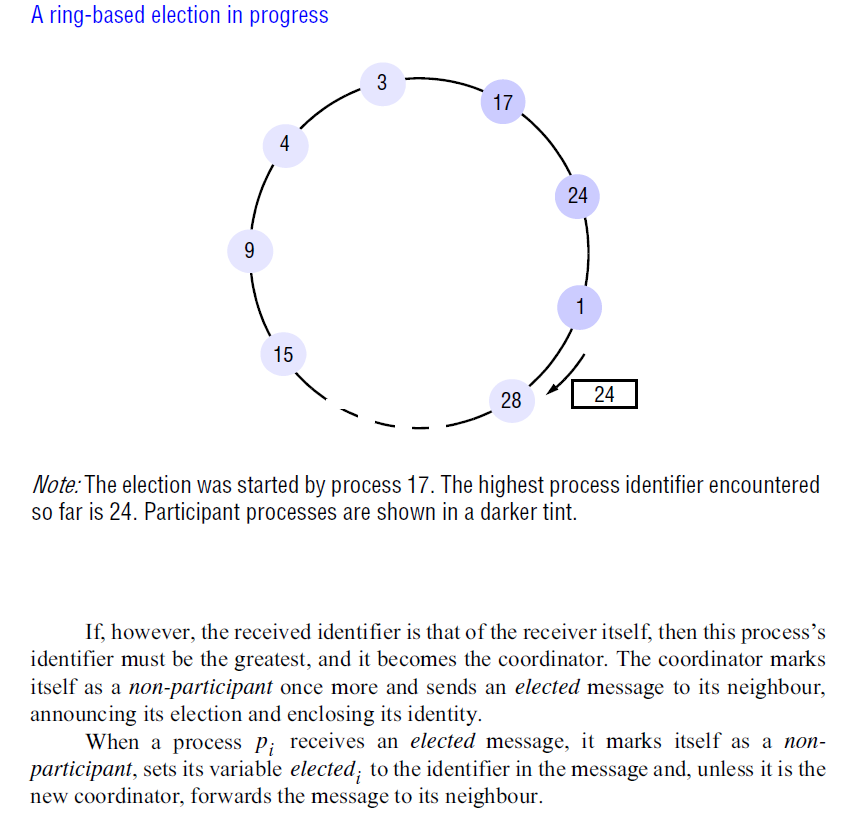 A ring-based election in progress
3
17
4
24
9
1
15
24
28
Note: The election was started by process 17. The highest process identifier encountered
so far is 24. Participant processes are shown in a darker tint.
If, however, the received identifier is that of the receiver itself, then this process’s
identifier must be the greatest, and it becomes the coordinator. The coordinator marks
itself as a non-participant once more and sends an elected message to its neighbour,
announcing its election and enclosing its identity.
When a process pi receives an elected message, it marks itself as a non-
participant, sets its variable electedi to the identifier in the message and, unless it is the
new coordinator, forwards the message to its neighbour.